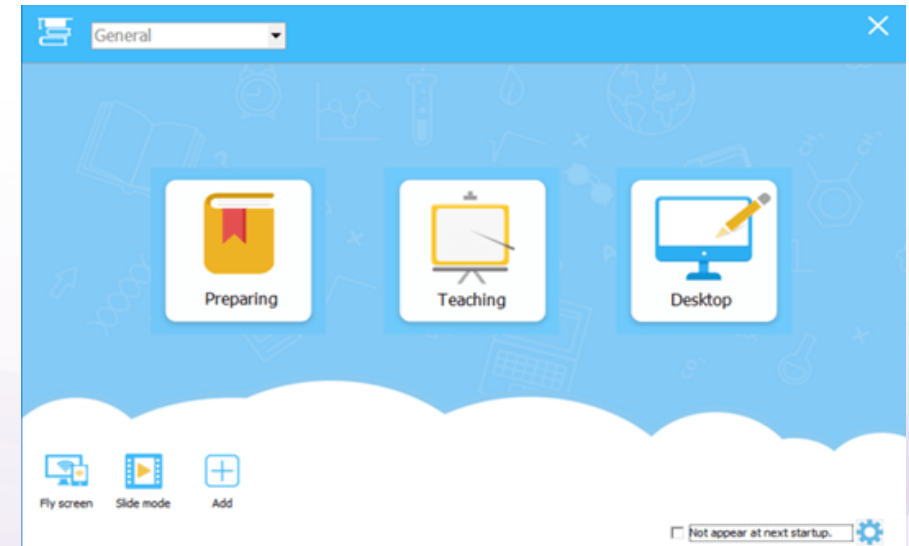 General
Preparing
Teaching
Desktop
Fly screen
Slide mode
Add
Not appear at next startup.